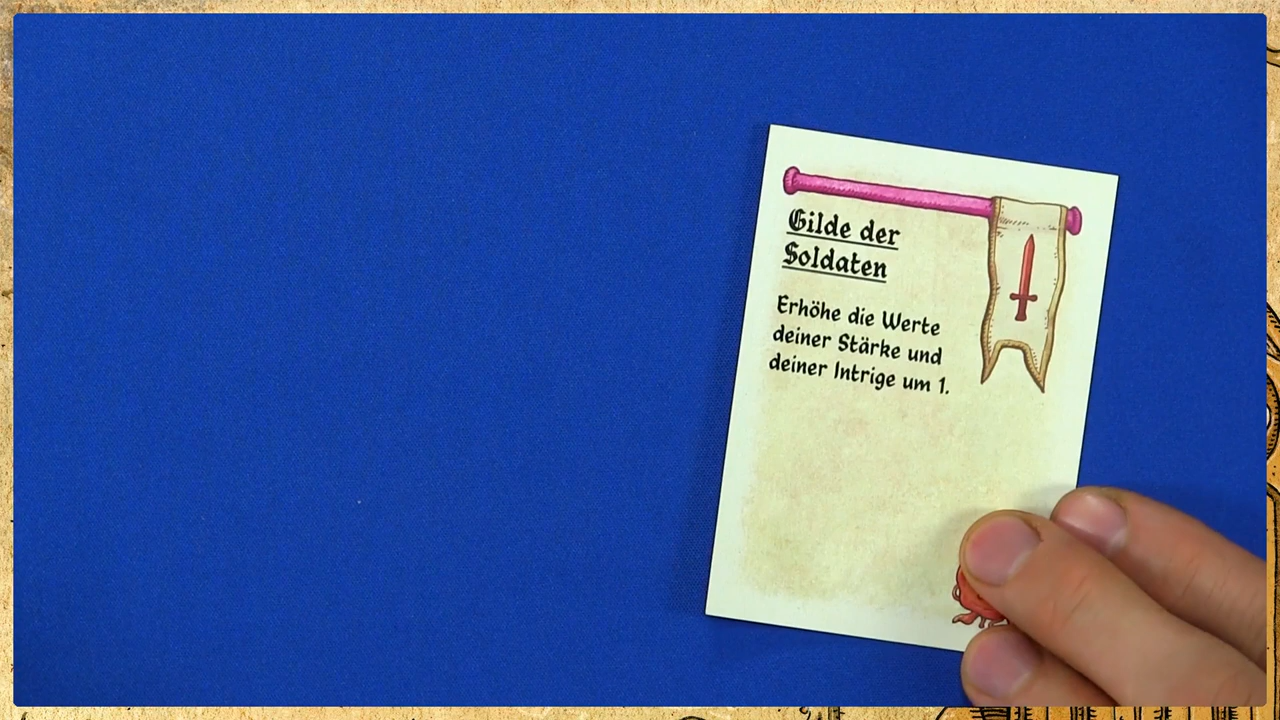 Gilde der
Soldaten
Erhöhe die Werte
deiner Stärke und
deiner Intrige um 1.